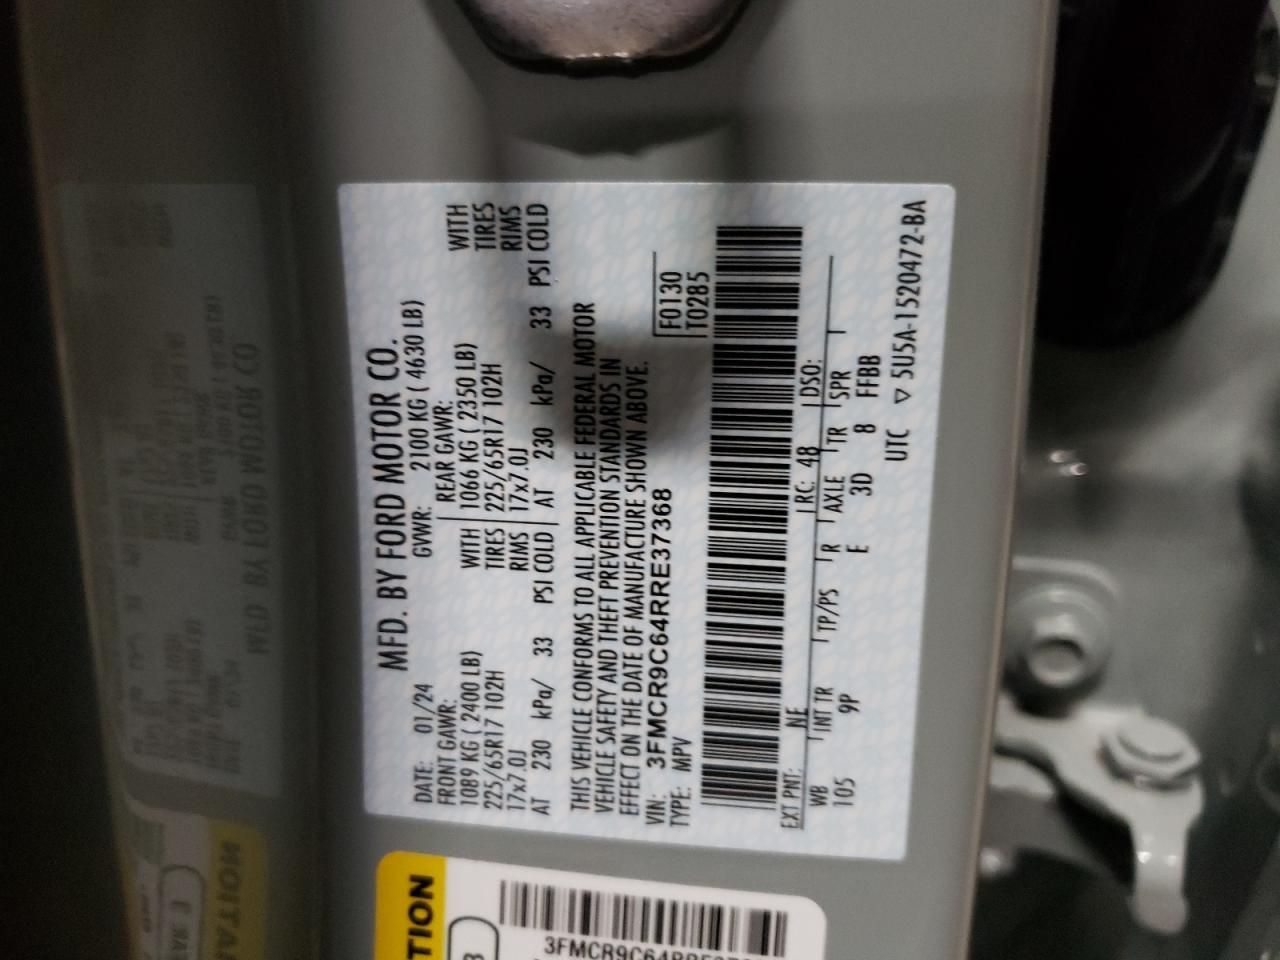 MFD. BY FORD MOTOR CO.
DATE: 01/24 GVWR: 2100 KG ( 4630 LB)
FRONT GAWR: REAR GAWR:
1089 KG ( 2400 LB) WITH 1066 KG ( 2350 LB) WITH
225/65R17 102H TIRES 225/65R17 102H TIRES
17x7.0J RIMS 17x7.0J RIMS
AT 230 kPa/ 33 PSI COLD AT 230 kPa/ 33 PSI COLD
THIS VEHICLE CONFORMS TO ALL APPLICABLE FEDERAL MOTOR
VEHICLE SAFETY AND THEFT PREVENTION STANDARDS IN
EFFECT ON THE DATE OF MANUFACTURE SHOWN ABOVE.
VIN: 3FMCR9C64RRE37368 F0130
TYPE: MPV T0285
EXT PNT: NE RC: 48 DSO:
WB INT TR TP/PS R AXLE TR SPR
105 9P E 3D 8 FFBB
UTC ▽ 5U5A-1520472-BA
TION
3FMCR9C64RRE37